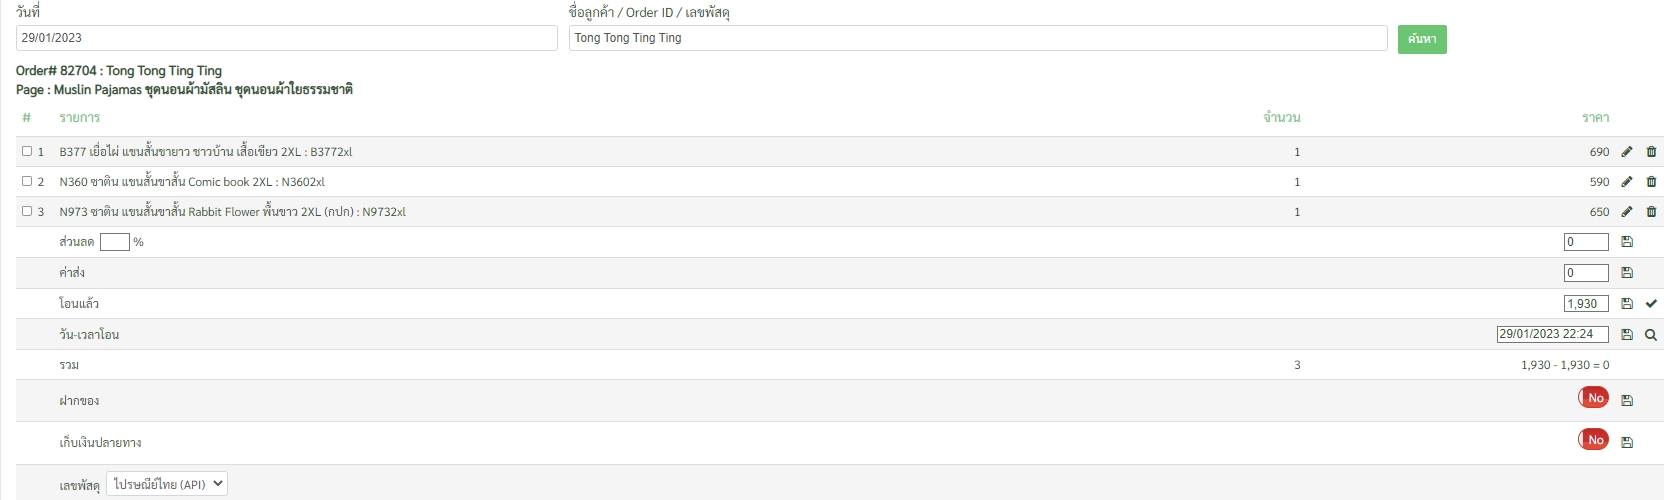 วันที่ ชื่อลูกค้า / Order ID / เลขพัสดุ
29/01/2023 Tong Tong Ting Ting ค้นหา
Order# 82704 : Tong Tong Ting Ting
Page : Muslin Pajamas ชุดนอนผ้ามัสลิน ชุดนอนผ้าใยธรรมชาติ
# รายการ จำนวน ราคา
1 B377 เยื่อไผ่ แขนสั้นขายาว ชาวบ้าน เสื้อเขียว 2XL : B3772xl 1 690
2 N360 ซาติน แขนสั้นขาสั้น Comic book 2XL : N3602xl 1 590
3 N973 ซาติน แขนสั้นขาสั้น Rabbit Flower พื้นขาว 2XL (กปก) : N9732xl 1 650
ส่วนลด % 0
ค่าส่ง 0
โอนแล้ว 1,930
วัน-เวลาโอน 29/01/2023 22:24
รวม 3 1,930 - 1,930 = 0
ฝากของ No
เก็บเงินปลายทาง No
เลขพัสดุ ไปรษณีย์ไทย (API)